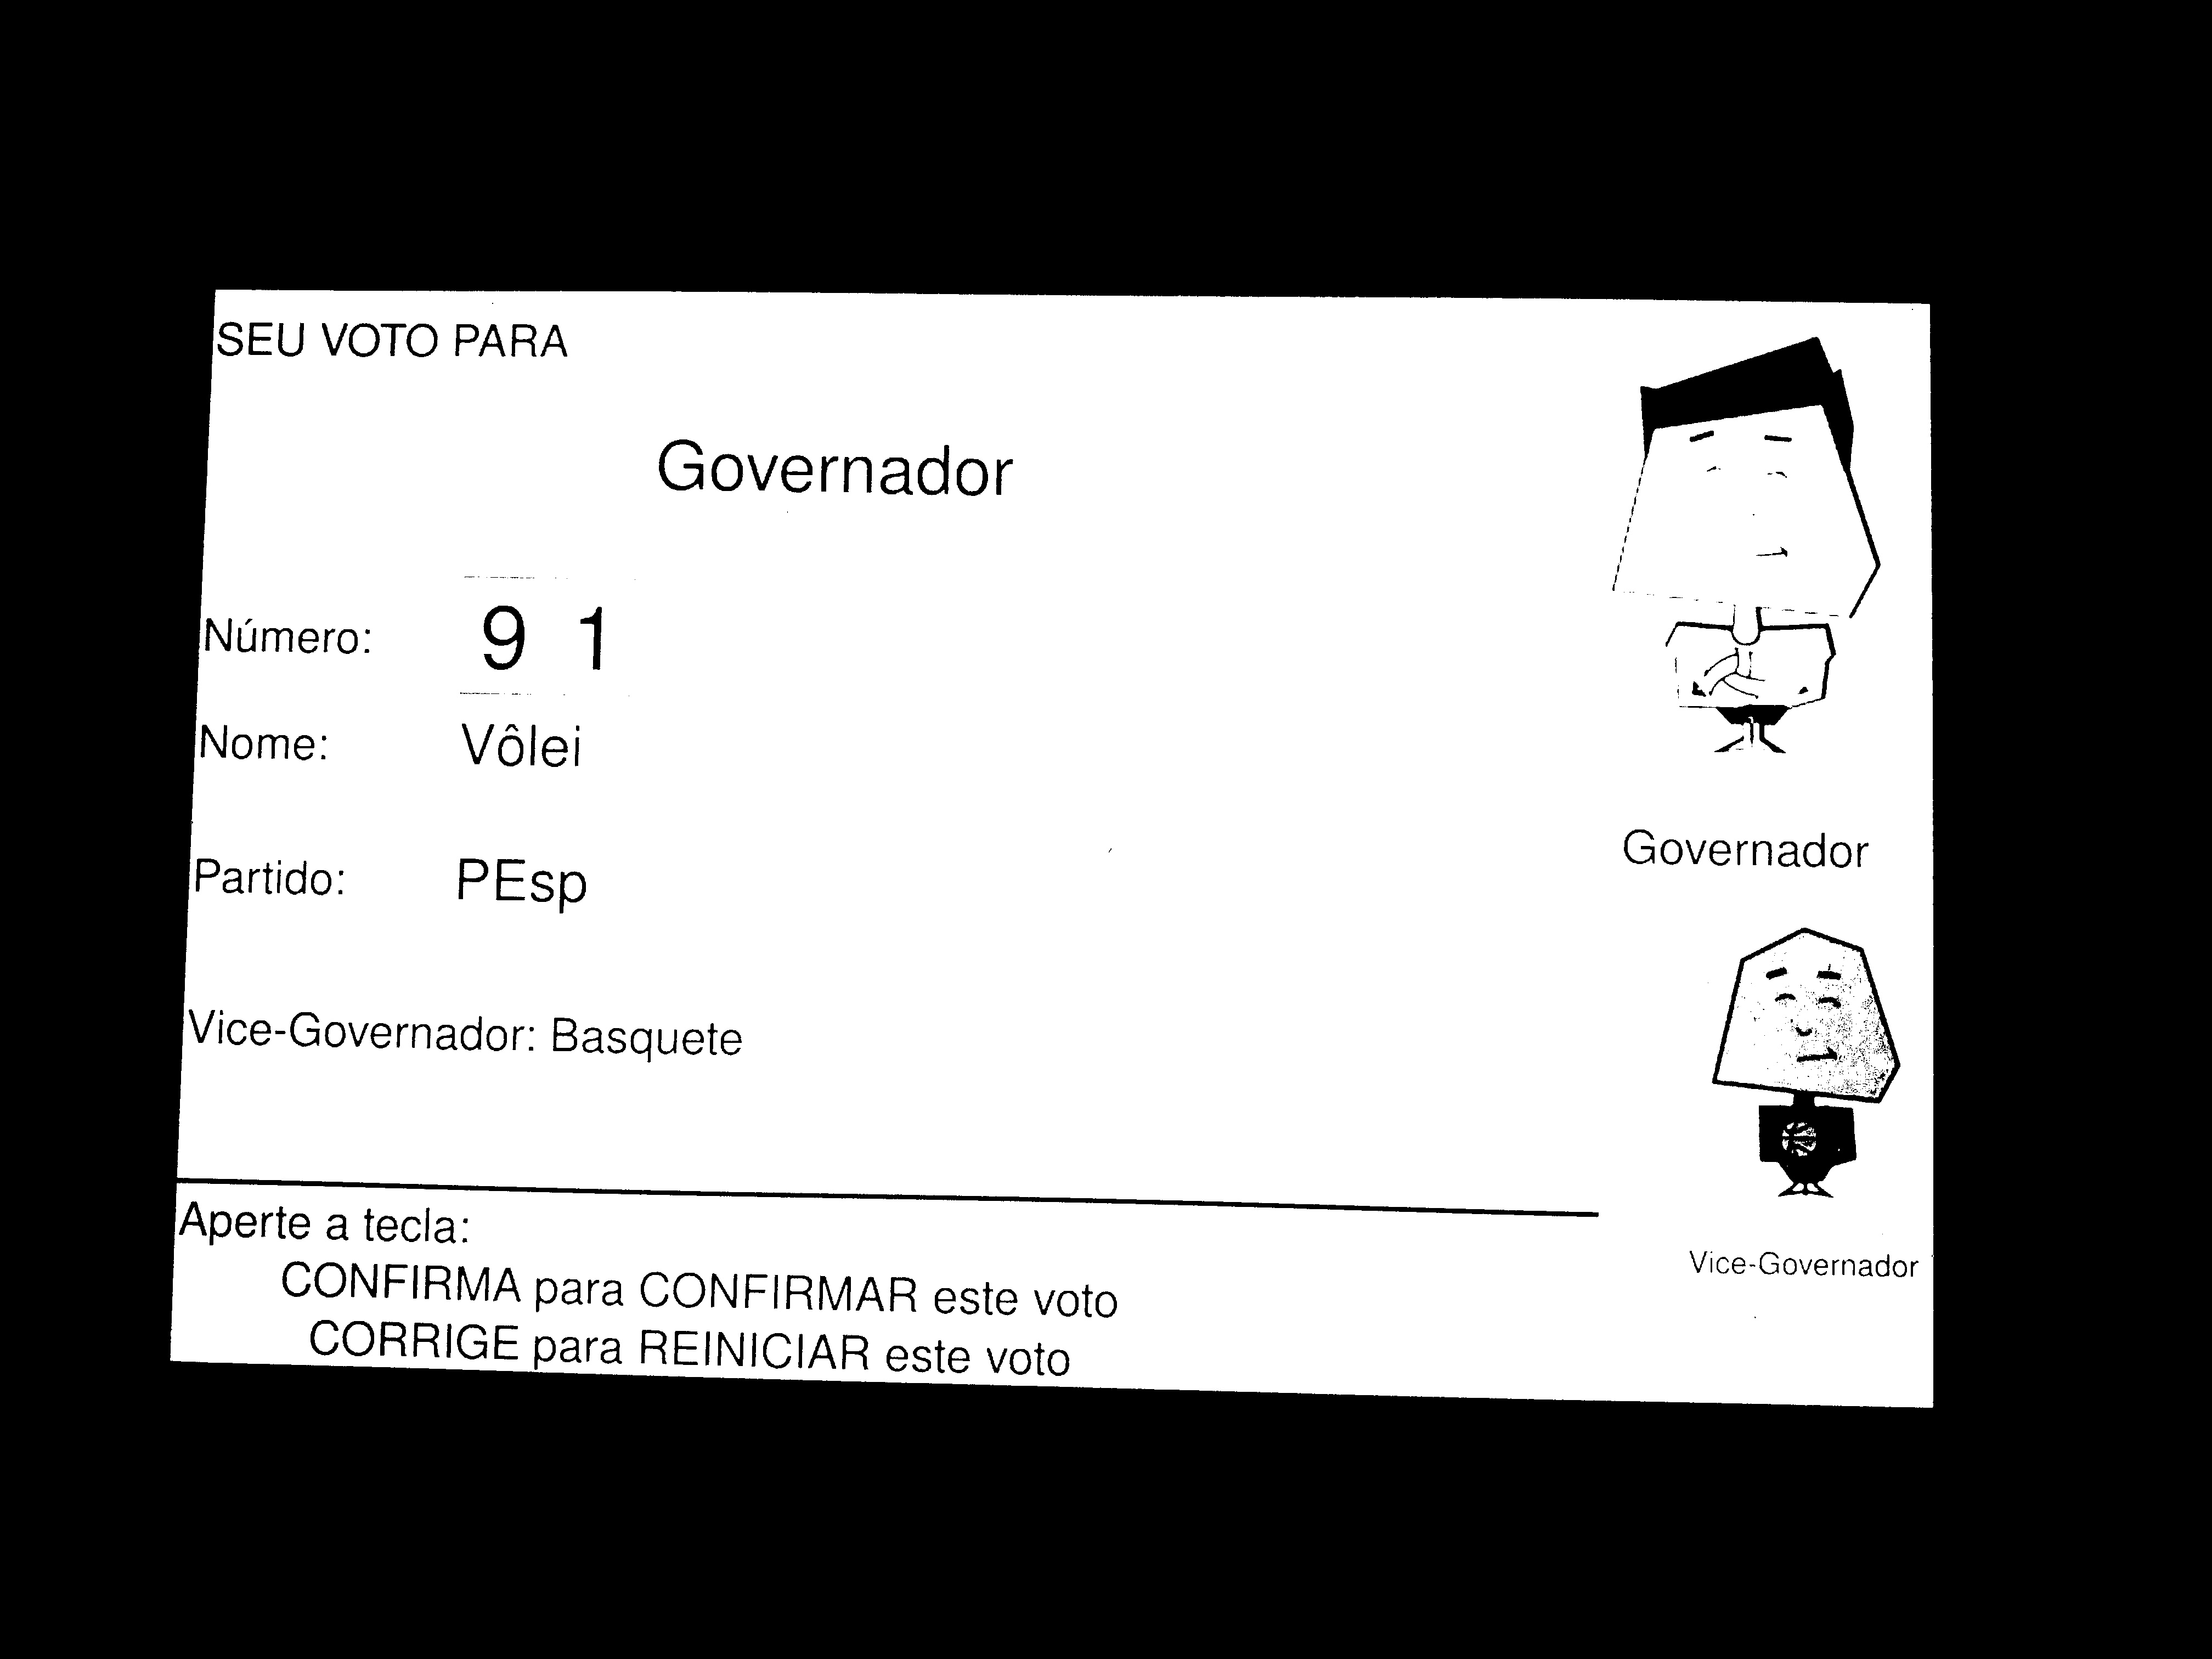 SEU VOTO PARA
Governador
Número: 9 1
Nome: Vôlei
Partido: PEsp
Vice-Governador: Basquete
Governador
Vice-Governador
Aperte a tecla:
CONFIRMA para CONFIRMAR este voto
CORRIGE para REINICIAR este voto